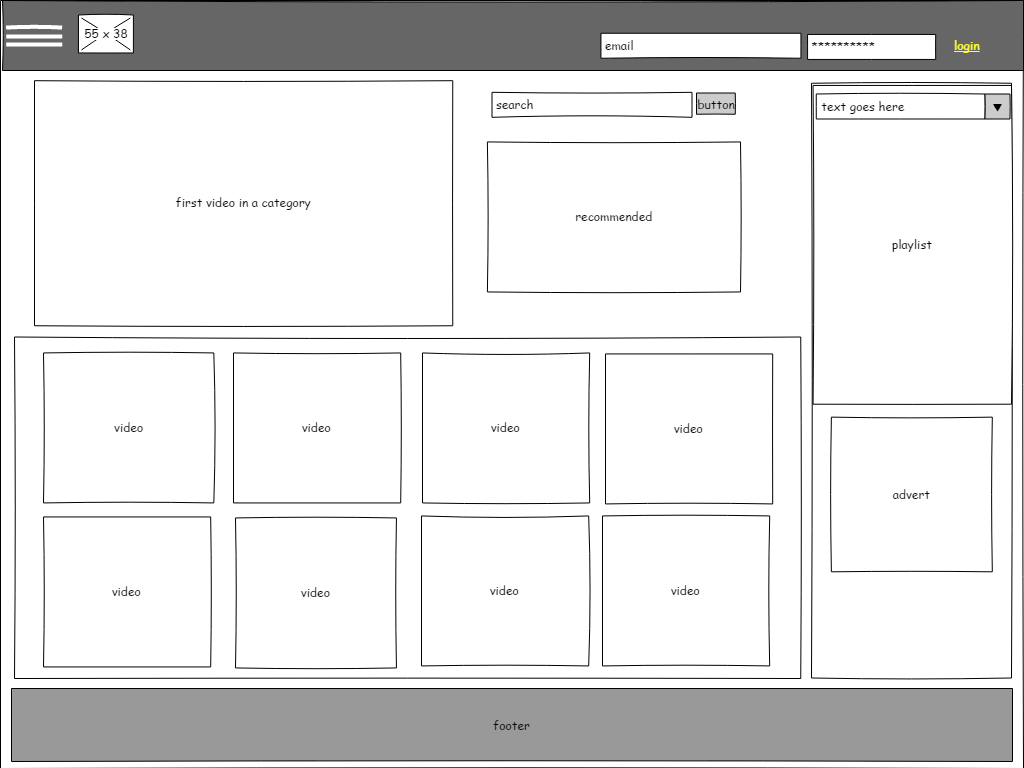 55 x 38
email
**********
login
search
button
text goes here
first video in a category
recommended
playlist
video
video
video
video
advert
video
video
video
video
footer